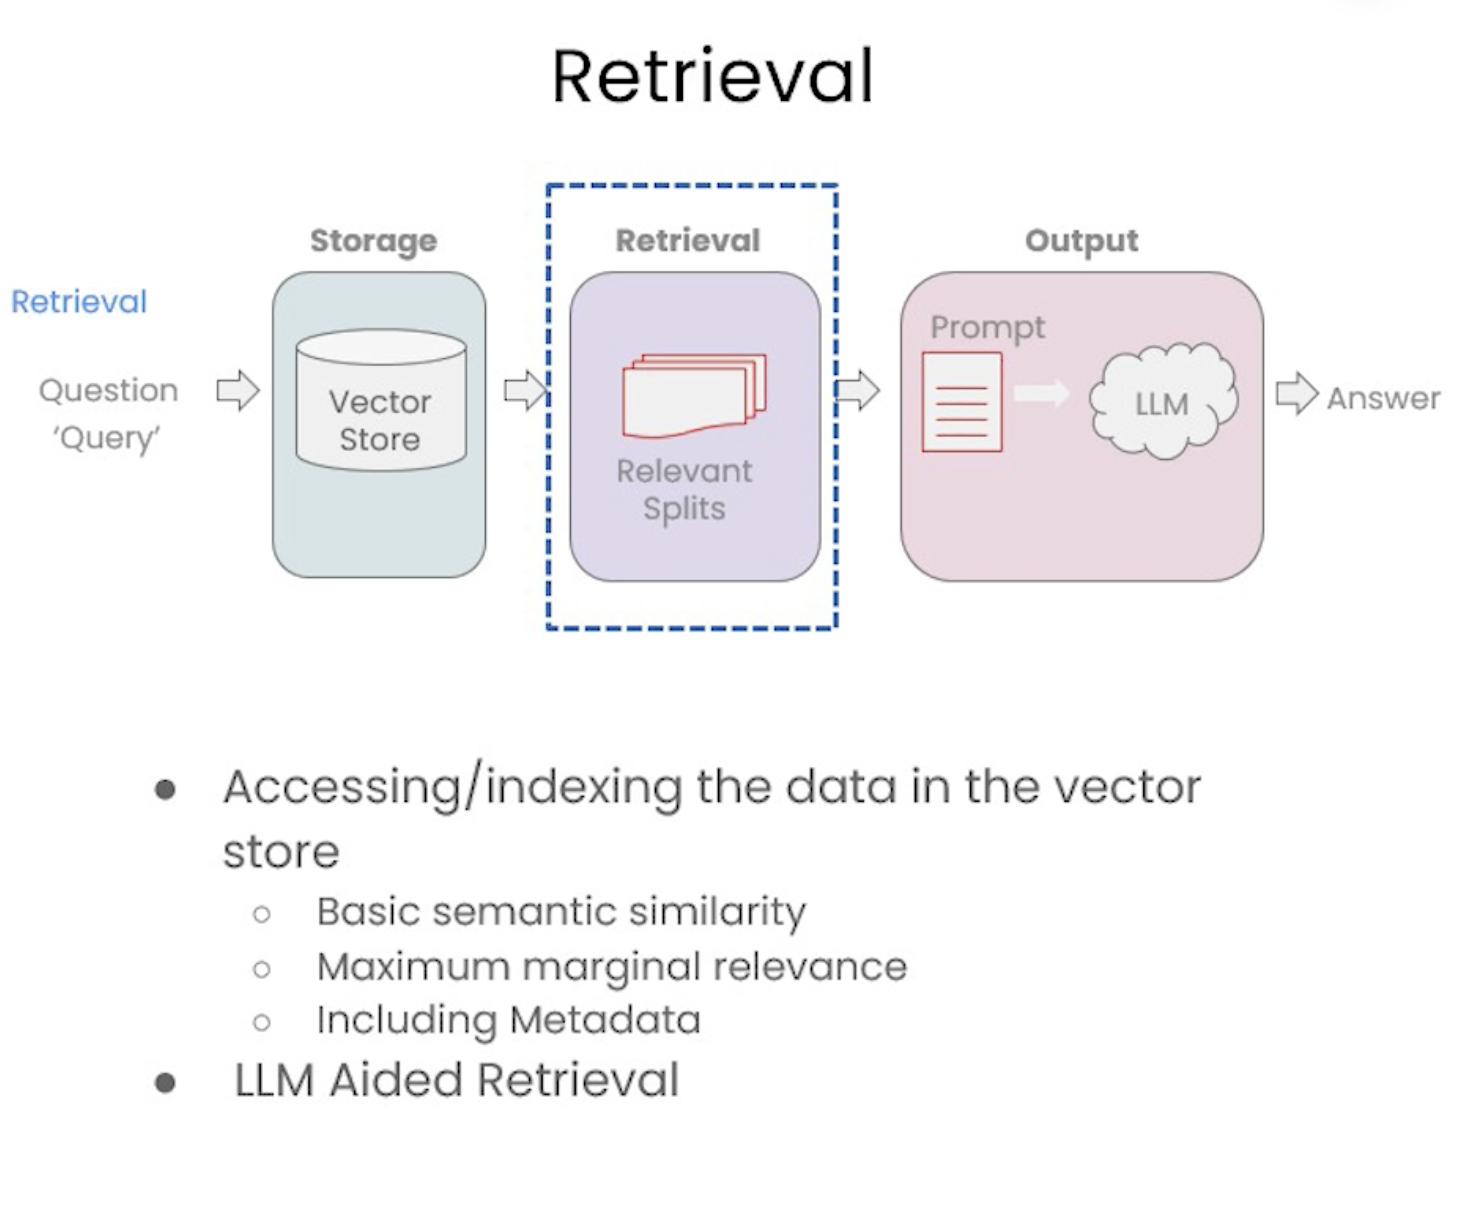 Retrieval
Storage
Retrieval
Output
Retrieval
Question
‘Query’
Vector
Store
Relevant
Splits
Prompt
LLM
Answer
● Accessing/indexing the data in the vector
store
○ Basic semantic similarity
○ Maximum marginal relevance
○ Including Metadata
● LLM Aided Retrieval